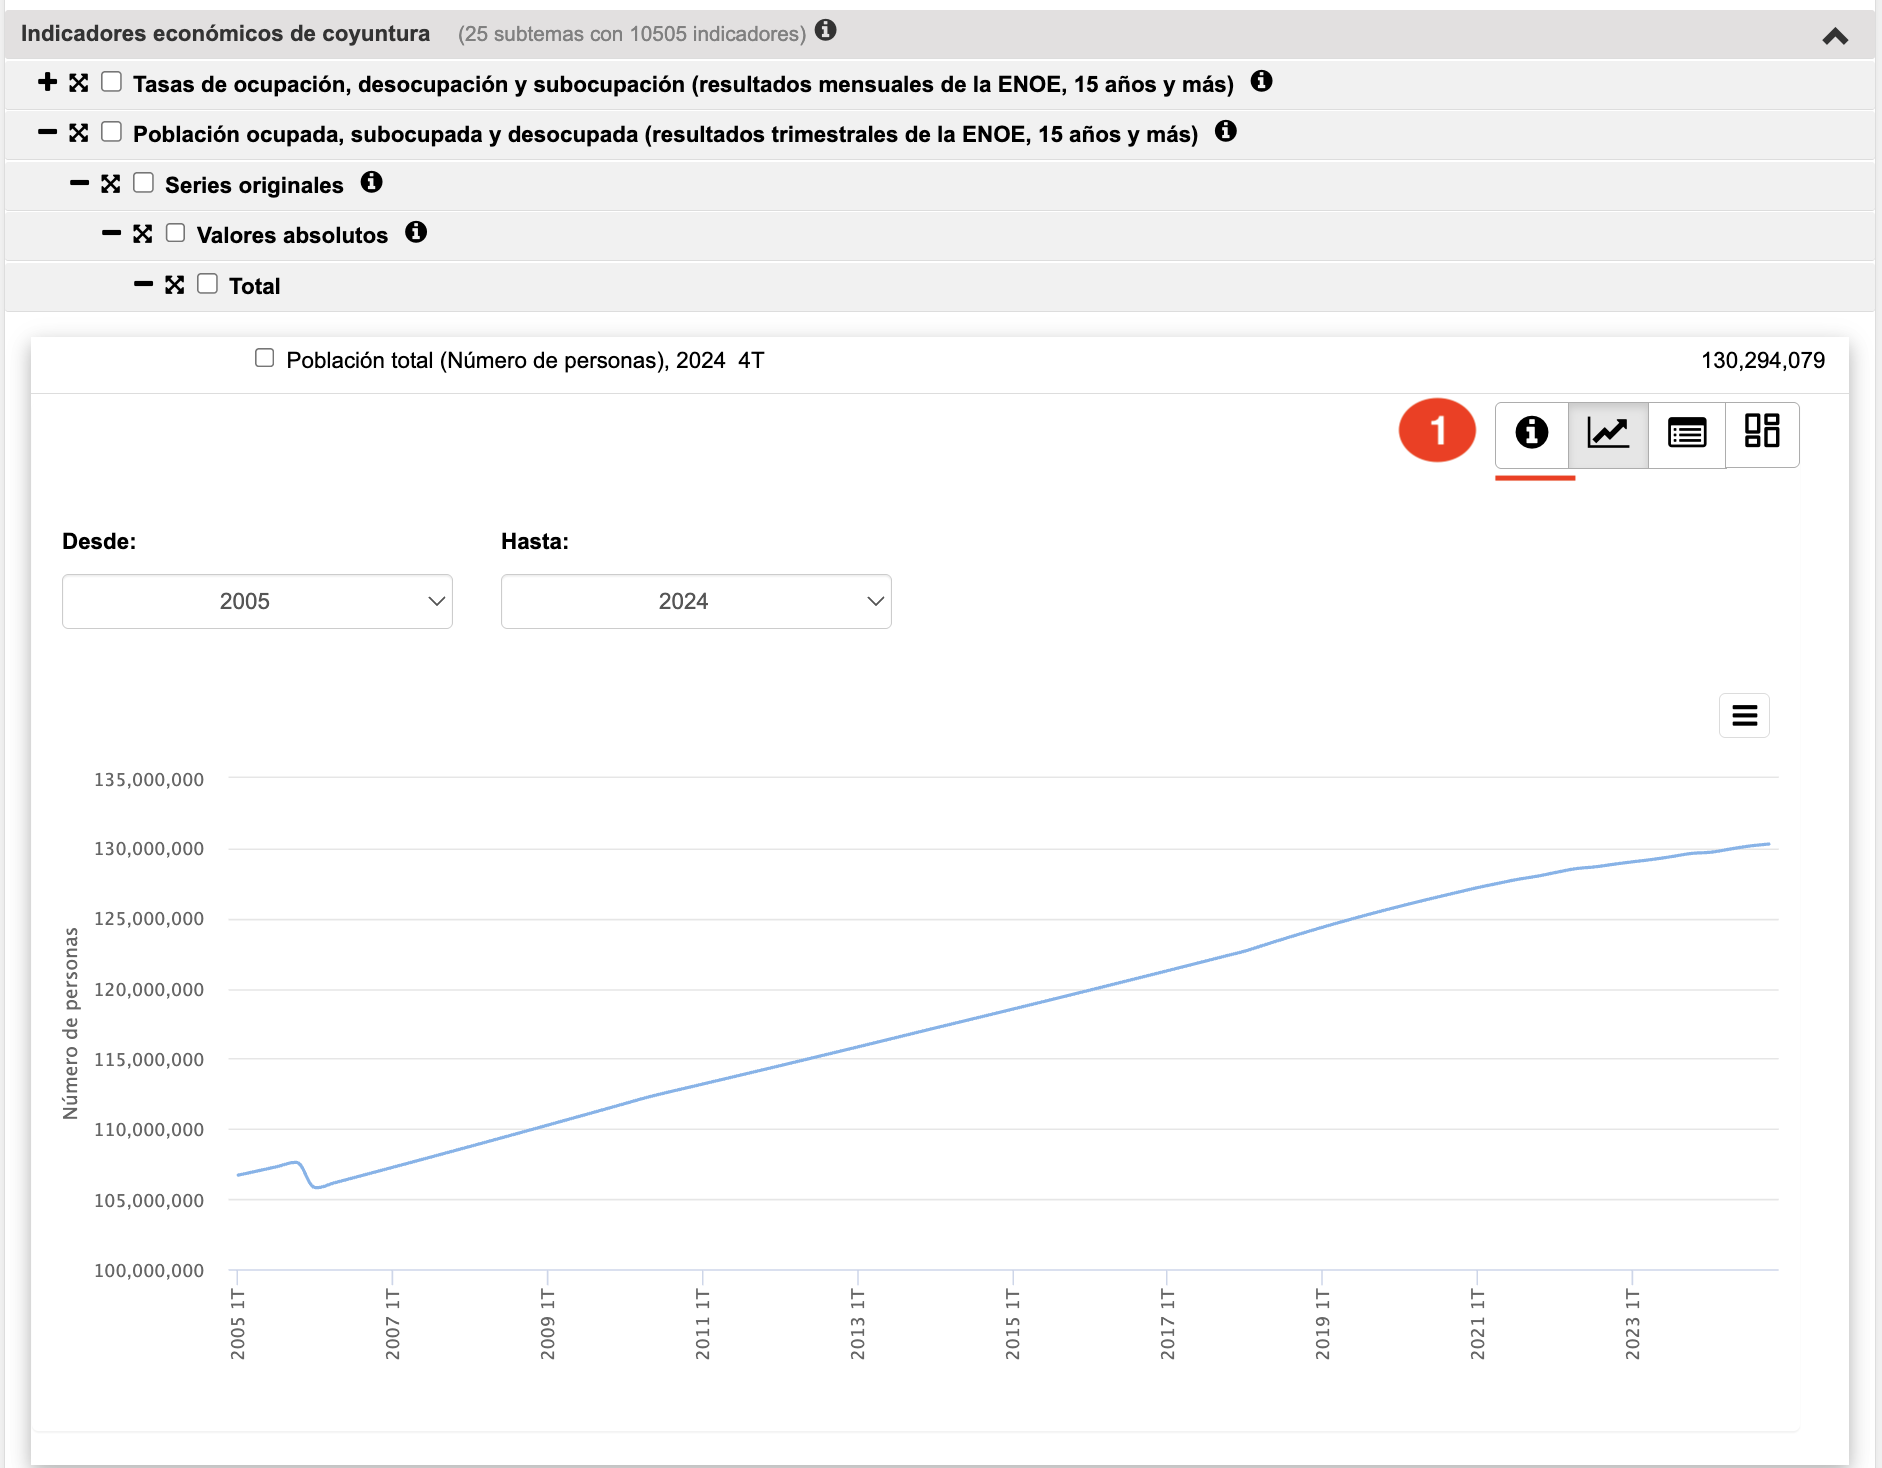 Indicadores económicos de coyuntura (25 subtemas con 10505 indicadores)
Tasas de ocupación, desocupación y subocupación (resultados mensuales de la ENOE, 15 años y más)
Población ocupada, subocupada y desocupada (resultados trimestrales de la ENOE, 15 años y más)
Series originales
Valores absolutos
Total
Población total (Número de personas), 2024 4T 130,294,079
1
Desde: Hasta:
2005 2024
Número de personas
135,000,000
130,000,000
125,000,000
120,000,000
115,000,000
110,000,000
105,000,000
100,000,000
2005 1T
2007 1T
2009 1T
2011 1T
2013 1T
2015 1T
2017 1T
2019 1T
2021 1T
2023 1T